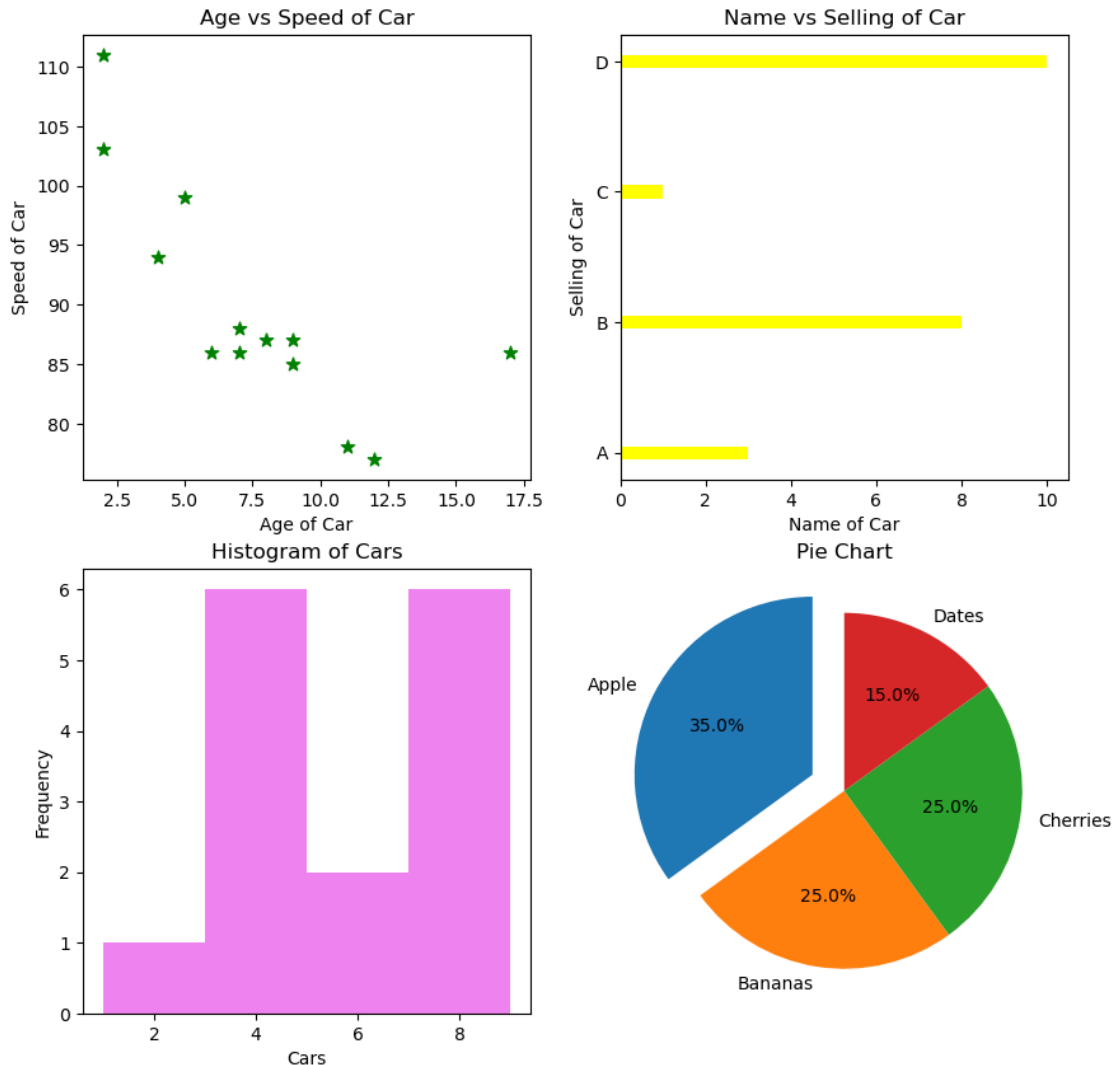 Age vs Speed of Car
110
105
100
95
90
85
80
Speed of Car
2.5 5.0 7.5 10.0 12.5 15.0 17.5
Age of Car
Name vs Selling of Car
D
C
B
A
Selling of Car
0 2 4 6 8 10
Name of Car
Histogram of Cars
6
5
4
3
2
1
0
Frequency
2 4 6 8
Cars
Pie Chart
Dates
Apple
15.0%
35.0%
25.0%
Cherries
25.0%
Bananas